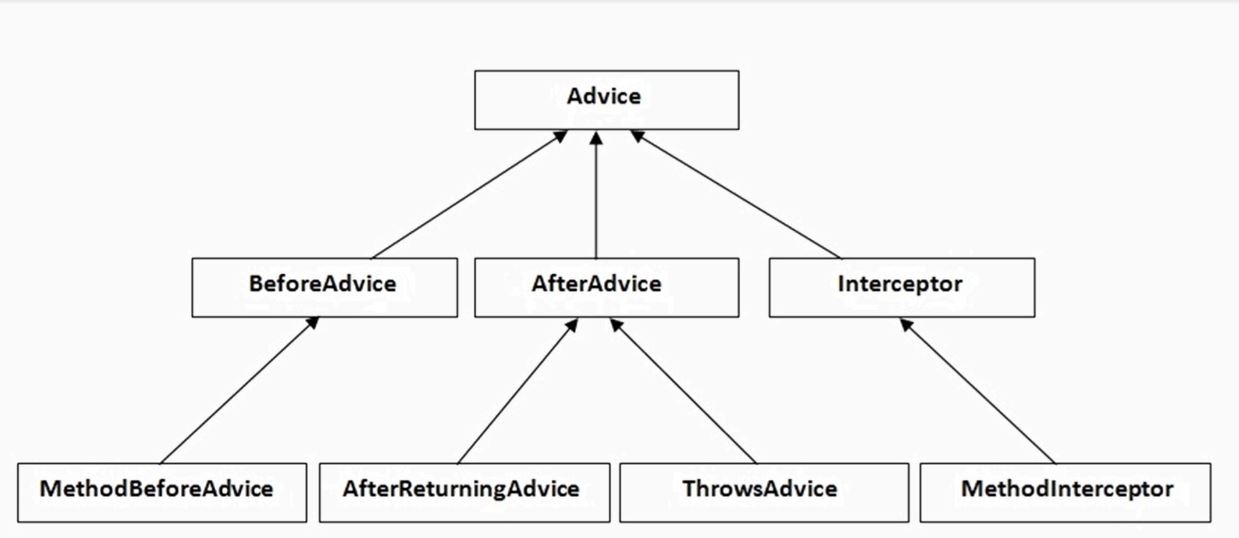 Advice
BeforeAdvice
AfterAdvice
Interceptor
MethodBeforeAdvice
AfterReturningAdvice
ThrowsAdvice
MethodInterceptor